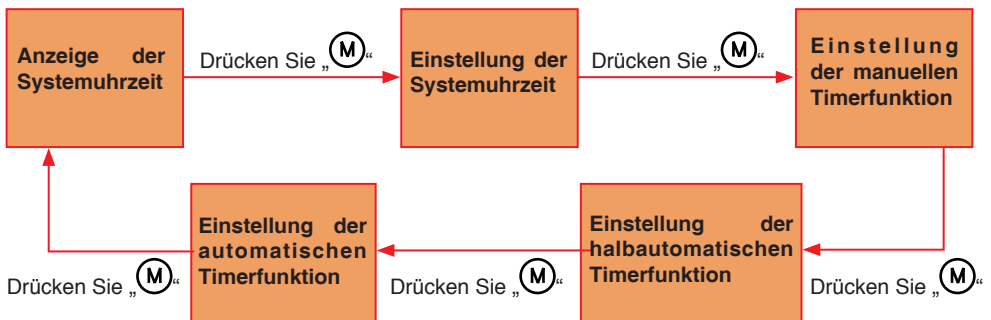 Anzeige der
Systemuhrzeit
Drücken Sie „M“
Einstellung der
Systemuhrzeit
Drücken Sie „M“
Einstellung
der manuellen
Timerfunktion
Drücken Sie „M“
Einstellung der
halbautomatischen
Timerfunktion
Drücken Sie „M“
Einstellung der
automatischen
Timerfunktion
Drücken Sie „M“